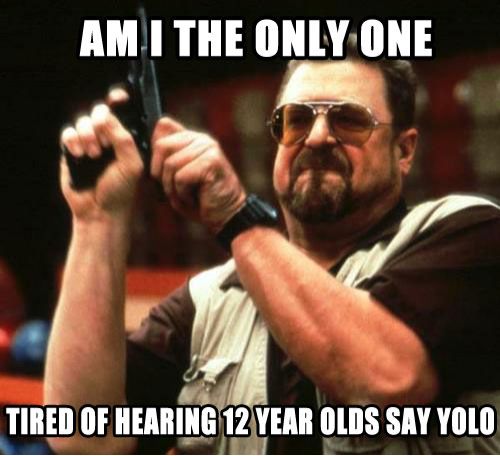 AM I THE ONLY ONE
TIRED OF HEARING 12 YEAR OLDS SAY YOLO